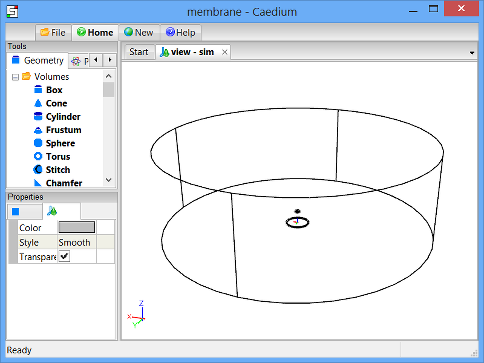 membrane - Caedium
File Home New Help
Tools
Geometry P
Volumes
Box
Cone
Cylinder
Frustum
Sphere
Torus
Stitch
Chamfer
Properties
Color
Style Smooth
Transpare
Start view - sim
Z
X
Y
Ready